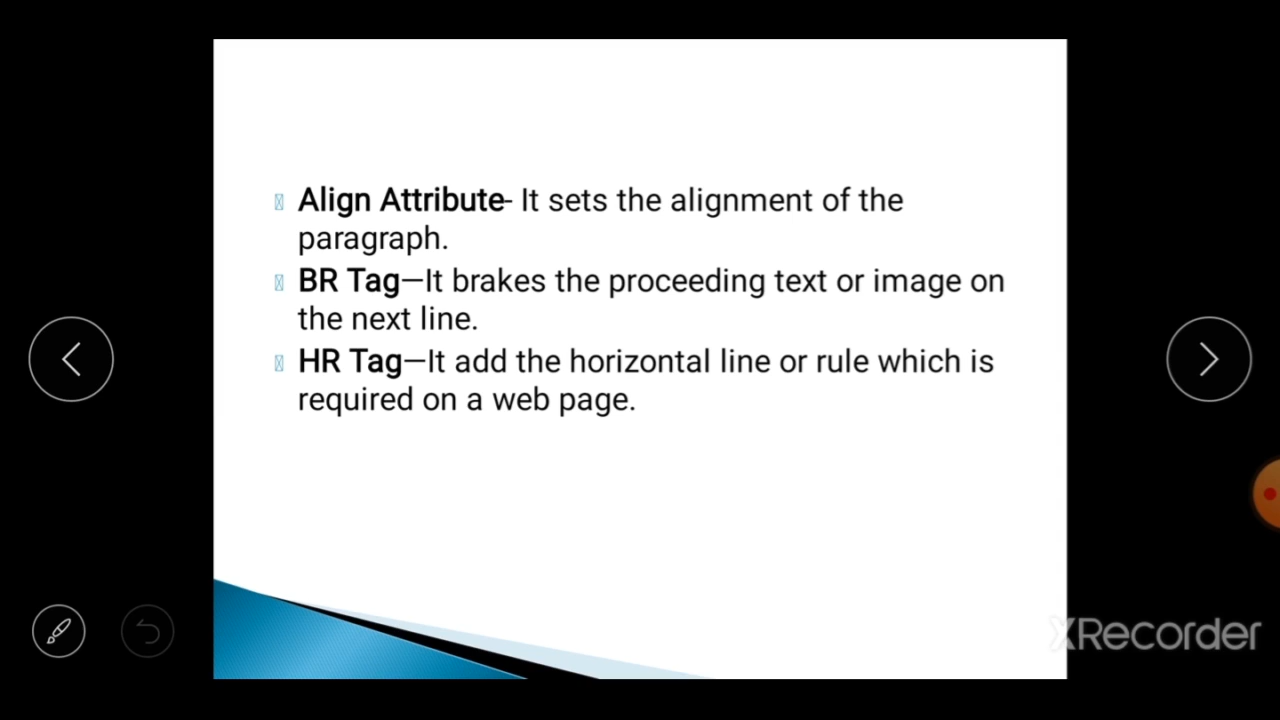 Align Attribute- It sets the alignment of the
paragraph.
BR Tag—It brakes the proceeding text or image on
the next line.
HR Tag—It add the horizontal line or rule which is
required on a web page.
XRecorder